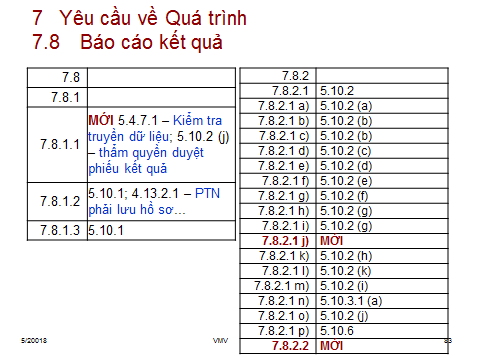 7 Yêu cầu về Quá trình
7.8 Báo cáo kết quả
7.8
7.8.1
7.8.1.1 MỚI 5.4.7.1 – Kiểm tra
truyền dữ liệu; 5.10.2 (j)
– thẩm quyền duyệt
phiếu kết quả
7.8.1.2 5.10.1; 4.13.2.1 – PTN
phải lưu hồ sơ…
7.8.1.3 5.10.1
7.8.2
7.8.2.1 5.10.2
7.8.2.1 a) 5.10.2 (a)
7.8.2.1 b) 5.10.2 (b)
7.8.2.1 c) 5.10.2 (b)
7.8.2.1 d) 5.10.2 (c)
7.8.2.1 e) 5.10.2 (d)
7.8.2.1 f) 5.10.2 (e)
7.8.2.1 g) 5.10.2 (f)
7.8.2.1 h) 5.10.2 (g)
7.8.2.1 i) 5.10.2 (g)
7.8.2.1 j) MỚI
7.8.2.1 k) 5.10.2 (h)
7.8.2.1 l) 5.10.2 (k)
7.8.2.1 m) 5.10.2 (i)
7.8.2.1 n) 5.10.3.1 (a)
7.8.2.1 o) 5.10.2 (j)
7.8.2.1 p) 5.10.6
7.8.2.2 MỚI
5/20018 VMV 83